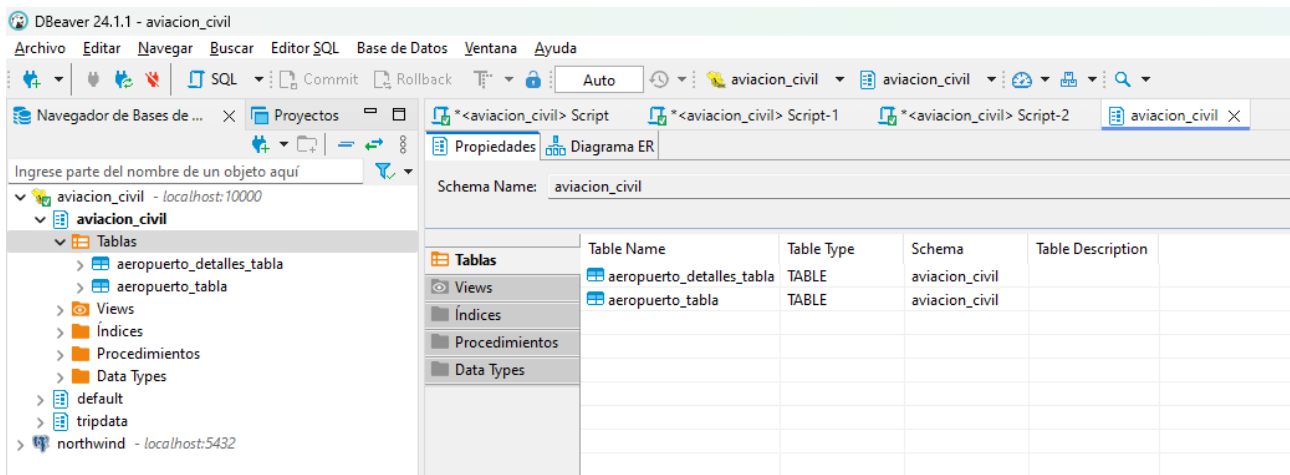 DBeaver 24.1.1 - aviacion_civil
Archivo Editar Navegar Buscar Editor SQL Base de Datos Ventana Ayuda
SQL Commit Rollback Auto aviacion_civil aviacion_civil
Navegador de Bases de ... Proyectos
Ingrese parte del nombre de un objeto aquí
aviacion_civil - localhost:10000
aviacion_civil
Tablas
aeropuerto_detalles_tabla
aeropuerto_tabla
Views
Índices
Procedimientos
Data Types
default
tripdata
northwind - localhost:5432
*<aviacion_civil> Script *<aviacion_civil> Script-1 *<aviacion_civil> Script-2 aviacion_civil
Propiedades Diagrama ER
Schema Name: aviacion_civil
Tablas
Views
Índices
Procedimientos
Data Types
Table Name Table Type Schema Table Description
aeropuerto_detalles_tabla TABLE aviacion_civil
aeropuerto_tabla TABLE aviacion_civil